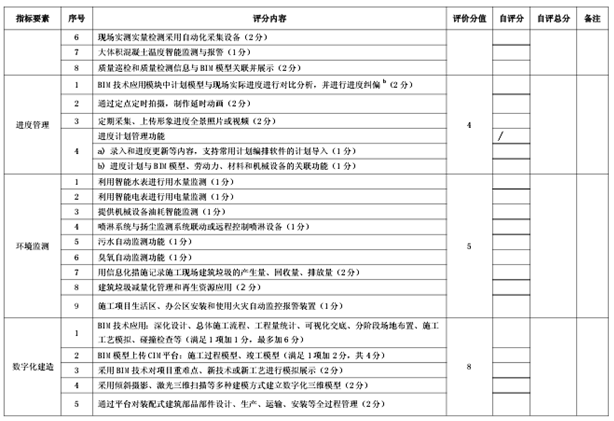 指标要素 序号 评分内容 评价分值 自评分 自评总分 备注
6 现场实测实量检测采用自动化采集设备（2分）
7 大体积混凝土温度智能监测与报警（1分）
8 质量巡检和质量检测信息与BIM模型关联并展示（2分）
进度管理 4
1 BIM技术应用模块中计划模型与现场实际进度进行对比分析，并进行进度纠偏b（2分）
2 通过定点定时拍摄，制作延时动画（2分）
3 定期采集、上传形象进度全景照片或视频（2分）
4 进度计划管理功能 /
a）录入和进度更新等内容，支持常用计划编排软件的计划导入（1分）
b）进度计划与BIM模型、劳动力、材料和机械设备的关联功能（1分）
环境监测 5
1 利用智能水表进行用水量监测（1分）
2 利用智能电表进行用电量监测（1分）
3 提供机械设备油耗智能监测（1分）
4 喷淋系统与扬尘监测系统联动或远程控制喷淋设备（1分）
5 污水自动监测功能（1分）
6 臭氧自动监测功能（1分）
7 用信息化措施记录施工现场建筑垃圾的产生量、回收量、排放量（2分）
8 建筑垃圾减量化管理和再生资源应用（2分）
9 施工项目生活区、办公区安装和使用火灾自动监控报警装置（1分）
数字化建造 8
1 BIM技术应用：深化设计、总体施工流程、工程量统计、可视化交底、分阶段场地布置、施工
工艺模拟、碰撞检查等（满足1项加1分，最多加6分）
2 BIM模型上传CIM平台：施工过程模型、竣工模型（满足1项加2分，共4分）
3 采用BIM技术对项目重难点、新技术或新工艺进行模拟展示（2分）
4 采用倾斜摄影、激光三维扫描等多种建模方式建立数字化三维模型（2分）
5 通过平台对装配式建筑部品部件设计、生产、运输、安装等全过程管理（2分）